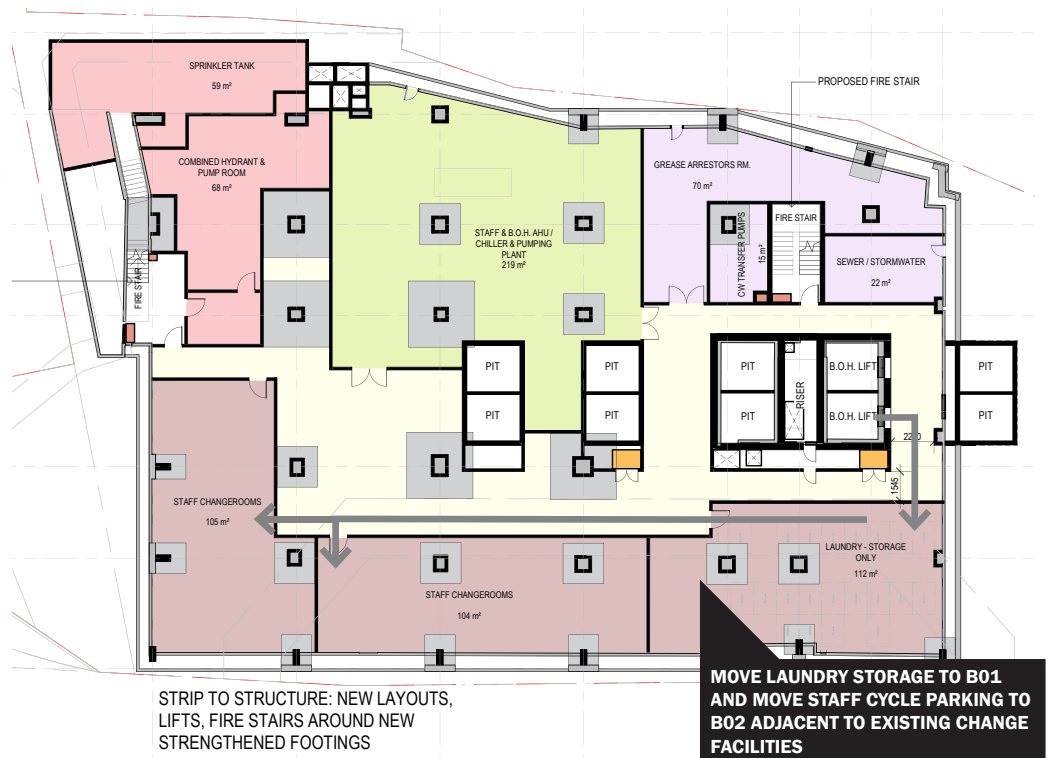 SPRINKLER TANK
59 m²
PROPOSED FIRE STAIR
COMBINED HYDRANT &
PUMP ROOM
68 m²
GREASE ARRESTORS RM.
70 m²
STAFF & B.O.H. AHU /
CHILLER & PUMPING
PLANT
219 m²
CW TRANSFER PUMPS
15 m²
FIRE STAIR
SEWER / STORMWATER
22 m²
FIRE STAIR
PIT
PIT
PIT
PIT
PIT
PIT
RISER
B.O.H. LIFT
B.O.H. LIFT
PIT
PIT
1545
STAFF CHANGEROOMS
105 m²
STAFF CHANGEROOMS
104 m²
LAUNDRY - STORAGE
ONLY
112 m²
STRIP TO STRUCTURE: NEW LAYOUTS,
LIFTS, FIRE STAIRS AROUND NEW
STRENGTHENED FOOTINGS
MOVE LAUNDRY STORAGE TO B01
AND MOVE STAFF CYCLE PARKING TO
B02 ADJACENT TO EXISTING CHANGE
FACILITIES